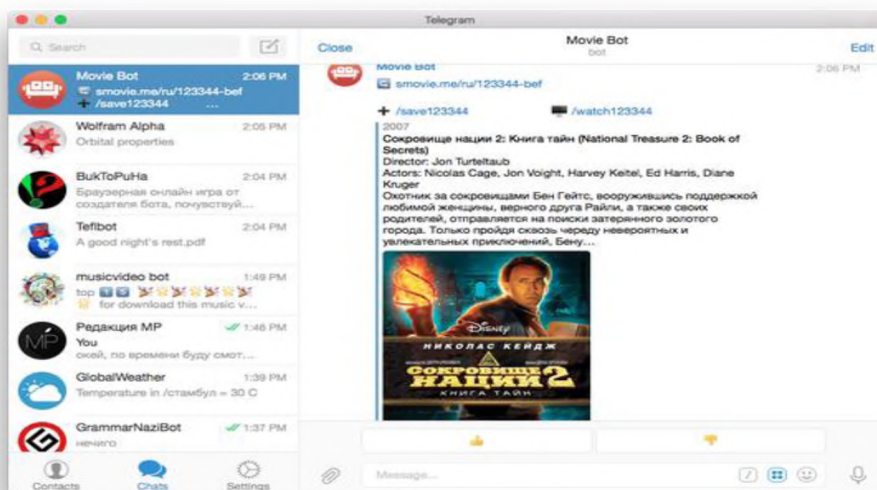 Telegram
Search
Close
Movie Bot
bot
Edit
Movie Bot
2:06 PM
smovie.me/ru/123344-bef
+ /save123344 ...
Wolfram Alpha
2:05 PM
Orbital properties
ВикТоРиНа
2:04 PM
Браузерная онлайн игра от
создателя бота, почувствуй...
Teflbot
2:04 PM
A good night's rest.pdf
musicvideo bot
1:49 PM
top
for download this music v...
Редакция MP
1:46 PM
You
окей, по времени буду смот...
GlobalWeather
1:39 PM
Temperature in /стамбул = 30 C
GrammarNaziBot
1:37 PM
нечиго
Contacts
Chats
Settings
Movie Bot
2:06 PM
smovie.me/ru/123344-bef
+ /save123344
/watch123344
2007
Сокровище нации 2: Книга тайн (National Treasure 2: Book of
Secrets)
Director: Jon Turteltaub
Actors: Nicolas Cage, Jon Voight, Harvey Keitel, Ed Harris, Diane
Kruger
Охотник за сокровищами Бен Гейтс, вооружившись поддержкой
любимой женщины, верного друга Райли, а также своих
родителей, отправляется на поиски затерянного золотого
города. Только пройдя сквозь череду невероятных и
увлекательных приключений, Бену...
Disney
НИКОЛАС КЕЙДЖ
СОКРОВИЩЕ
НАЦИИ 2
КНИГА ТАЙН
Message...